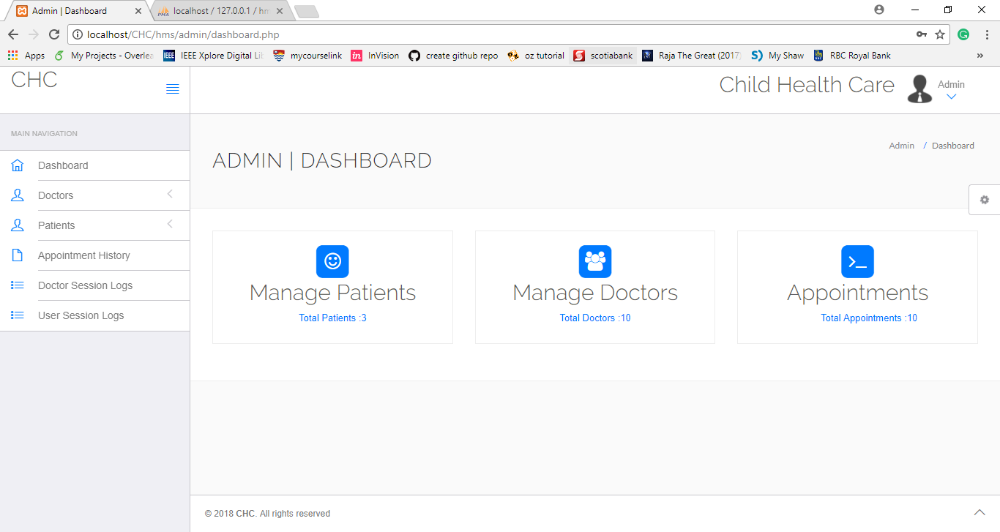 Admin | Dashboard
PMA localhost / 127.0.0.1 / hm
localhost/CHC/hms/admin/dashboard.php
Apps My Projects - Overlea IEEE IEEE Xplore Digital Li mycourselink in InVision create github repo oz oz tutorial scotiabank Raja The Great (2017) My Shaw RBC Royal Bank »
CHC
Child Health Care
Admin
MAIN NAVIGATION
Dashboard
Doctors
Patients
Appointment History
Doctor Session Logs
User Session Logs
ADMIN | DASHBOARD
Admin / Dashboard
Manage Patients
Total Patients :3
Manage Doctors
Total Doctors :10
Appointments
Total Appointments :10
© 2018 CHC. All rights reserved